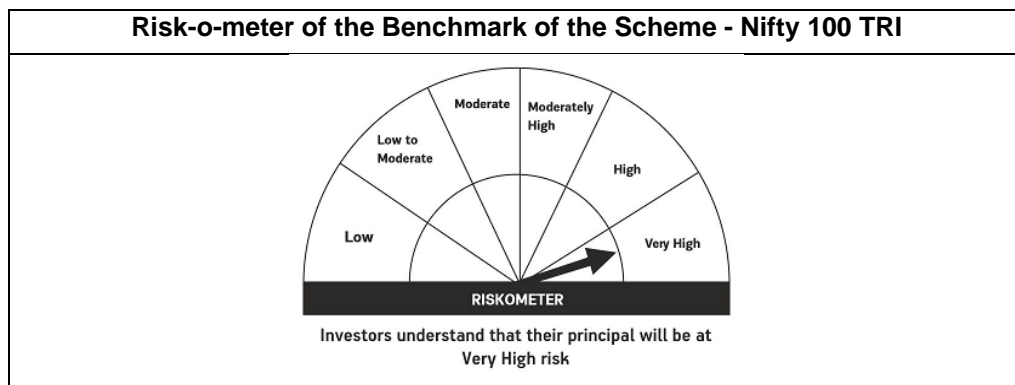 Risk-o-meter of the Benchmark of the Scheme - Nifty 100 TRI
Moderate
Moderately
High
Low to
Moderate
High
Low
Very High
RISKOMETER
Investors understand that their principal will be at
Very High risk